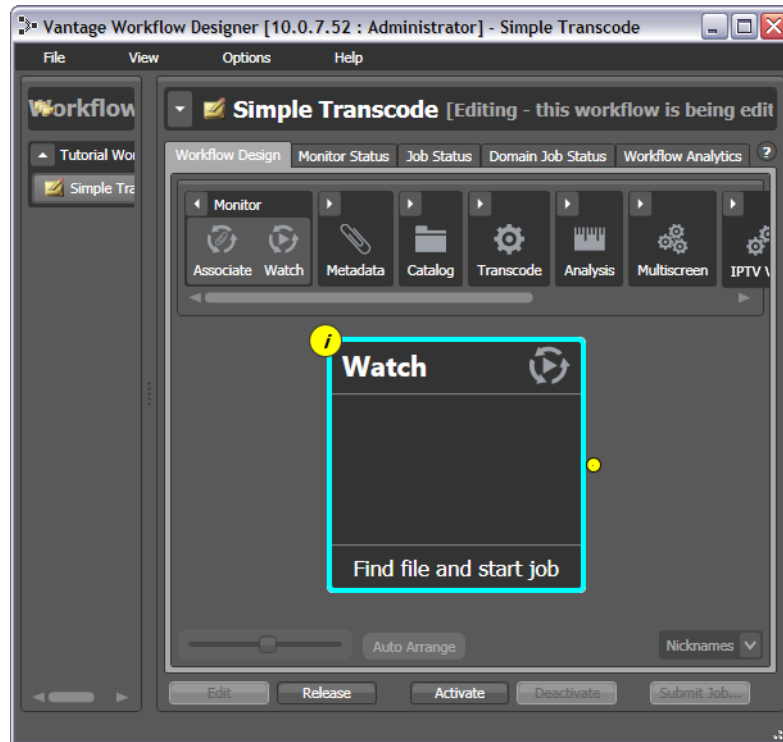 Vantage Workflow Designer [10.0.7.52 : Administrator] - Simple Transcode
File View Options Help
Workflow
Simple Transcode [Editing - this workflow is being edit
Tutorial Wor
Simple Tra
Workflow Design Monitor Status Job Status Domain Job Status Workflow Analytics ?
Monitor
Associate Watch Metadata Catalog Transcode Analysis Multiscreen IPTV V
i
Watch
Find file and start job
Auto Arrange Nicknames
Edit Release Activate Deactivate Submit Job...